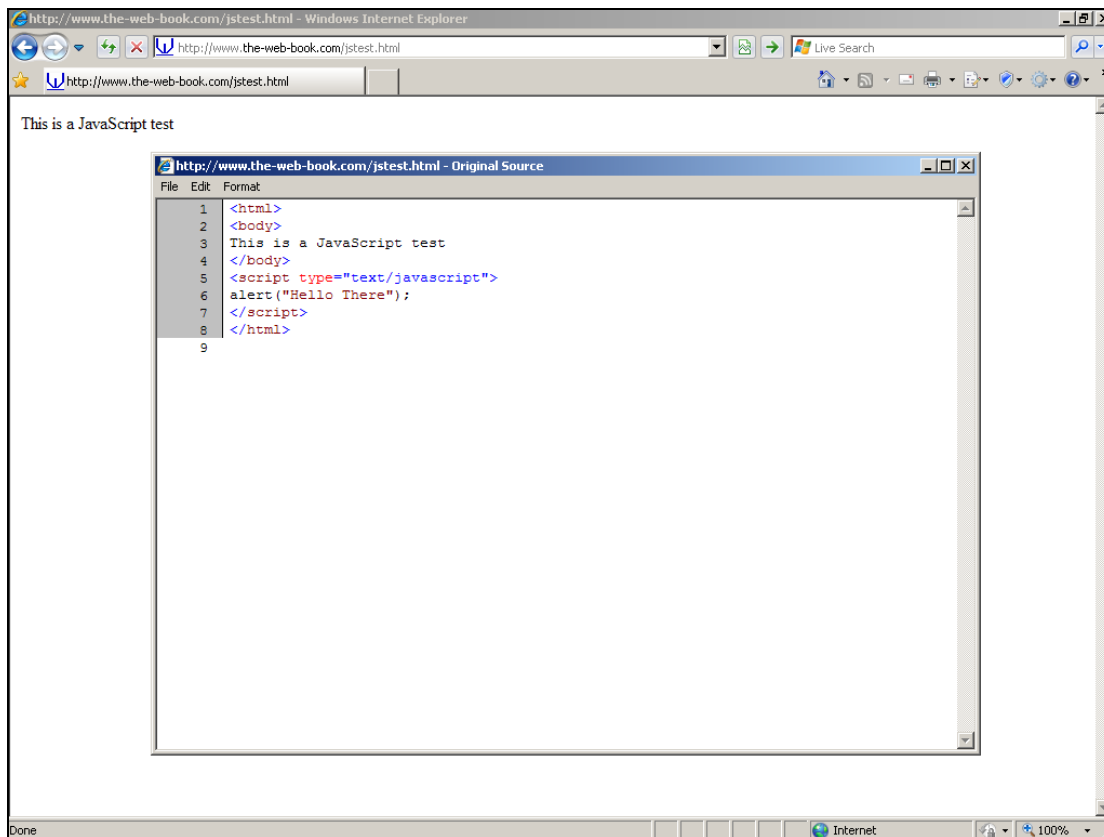 http://www.the-web-book.com/jstest.html - Windows Internet Explorer
http://www.the-web-book.com/jstest.html Live Search
http://www.the-web-book.com/jstest.html
This is a JavaScript test
http://www.the-web-book.com/jstest.html - Original Source
File Edit Format
1 <html>
2 <body>
3 This is a JavaScript test
4 </body>
5 <script type="text/javascript">
6 alert("Hello There");
7 </script>
8 </html>
9
Done Internet 100%